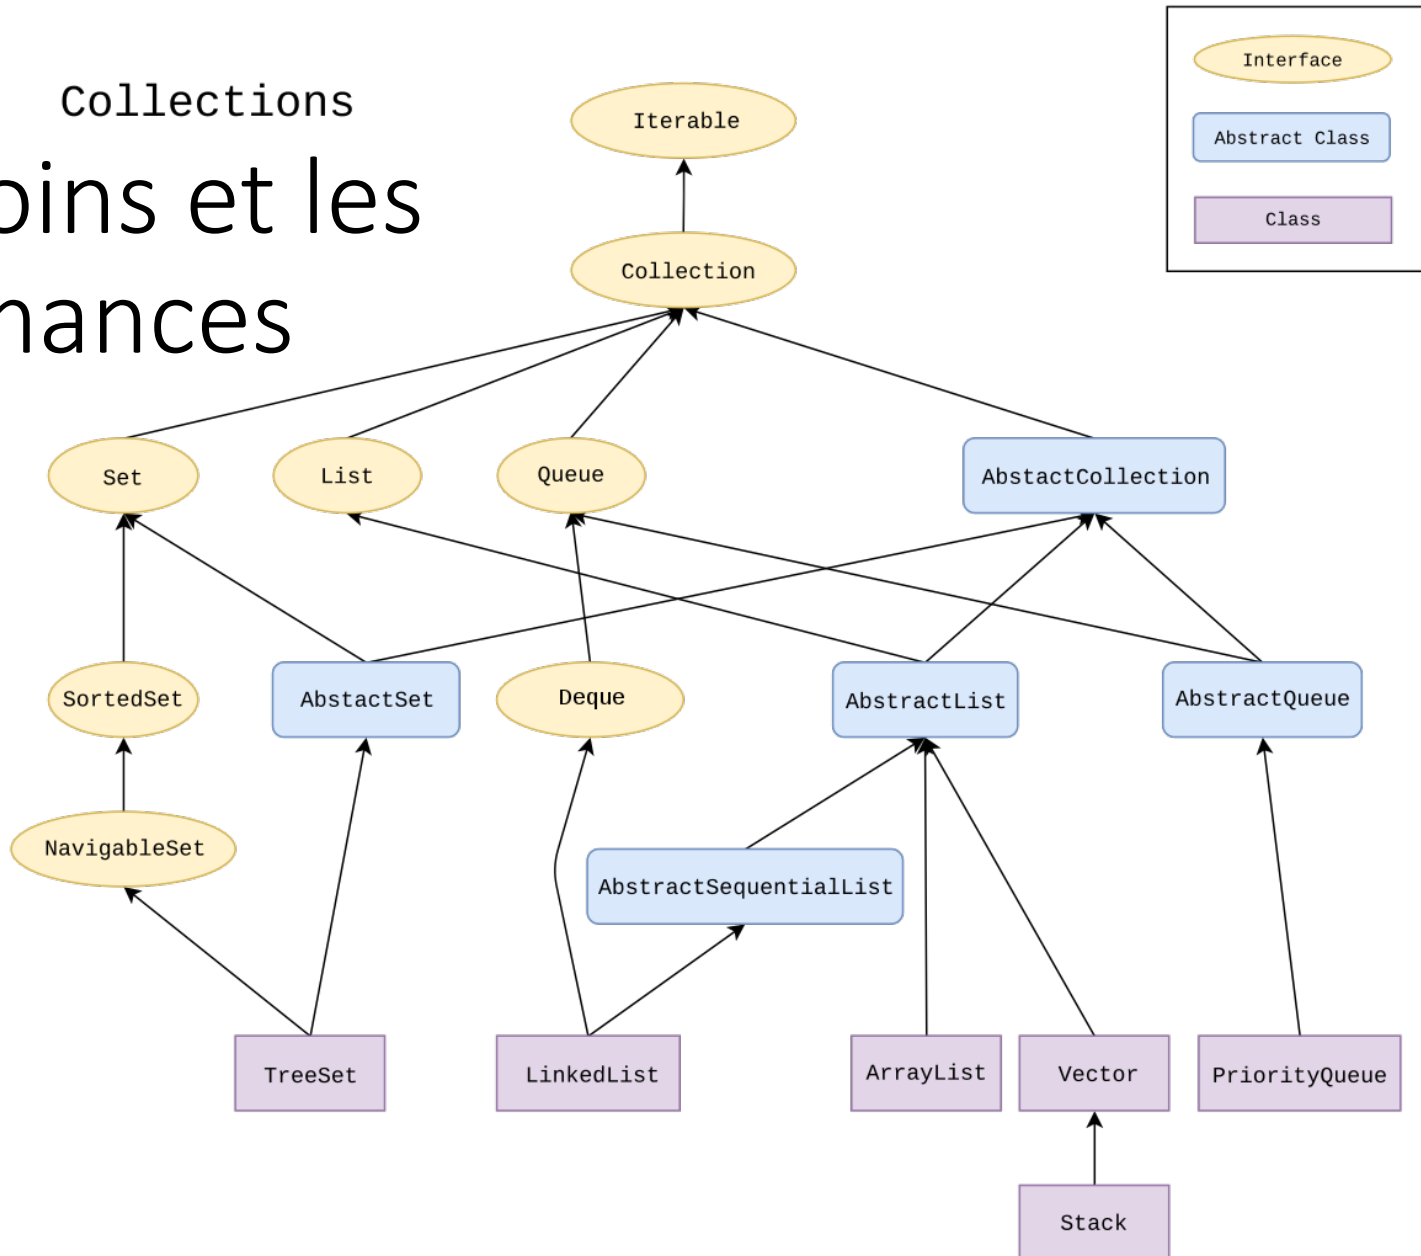 Collections
oins et les
nances
Interface
Abstract Class
Class
Iterable
Collection
Set
List
Queue
AbstactCollection
SortedSet
AbstactSet
Deque
AbstractList
AbstractQueue
NavigableSet
AbstractSequentialList
TreeSet
LinkedList
ArrayList
Vector
PriorityQueue
Stack